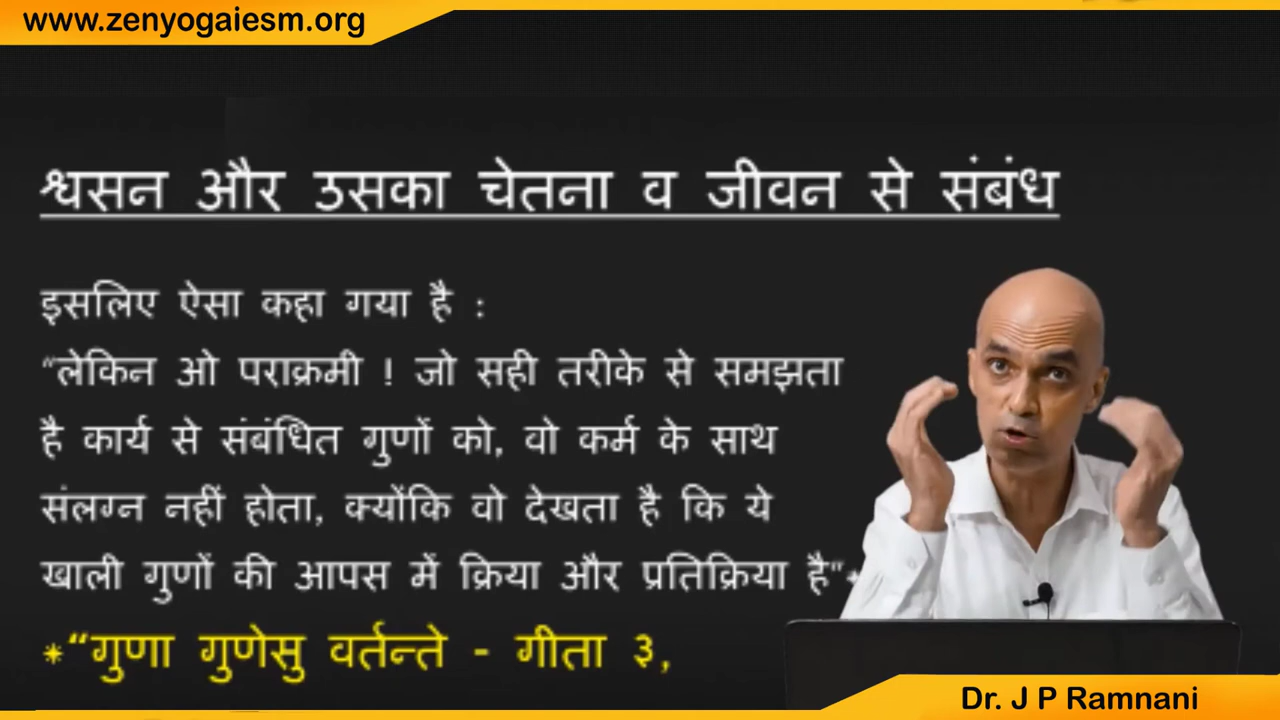 www.zenyogaiesm.org
श्वसन और उसका चेतना व जीवन से संबंध
इसलिए ऐसा कहा गया है :
“लेकिन ओ पराक्रमी ! जो सही तरीके से समझता
है कार्य से संबंधित गुणों को, वो कर्म के साथ
संलग्न नहीं होता, क्योंकि वो देखता है कि ये
खाली गुणों की आपस में क्रिया और प्रतिक्रिया है“*
*“गुणा गुणेसु वर्तन्ते - गीता ३,
Dr. J P Ramnani